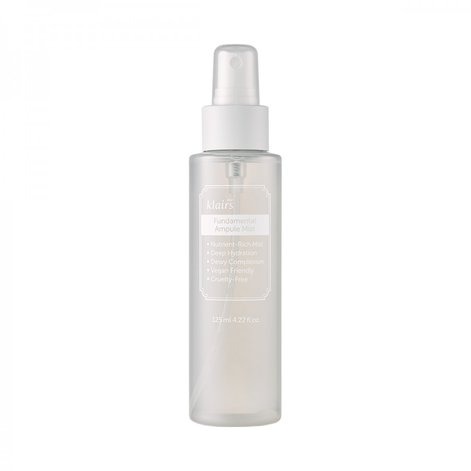 klairs
Fundamental
Ampule Mist
• Nutrient-Rich Mist
• Deep Hydration
• Dewy Complexion
• Vegan Friendly
• Cruelty-Free
125 ml 4.22 fl.oz.